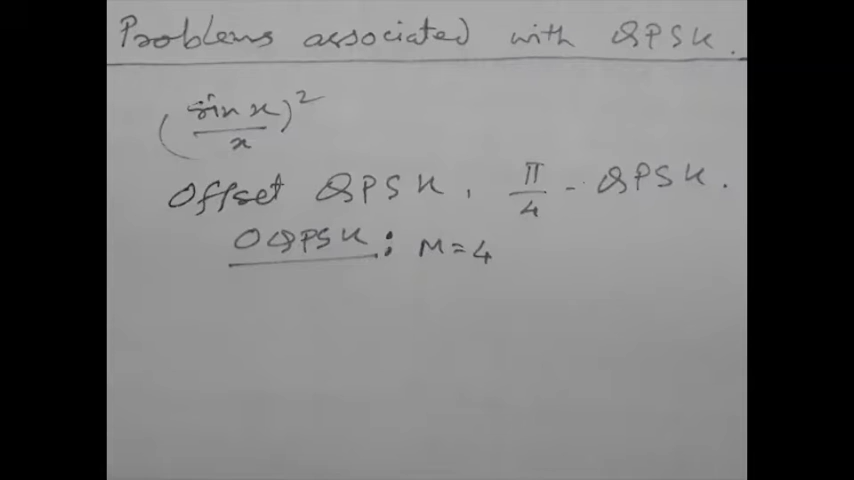 Problems associated with QPSK.
(sin x / x)²
Offset QPSK, π/4 - QPSK.
OQPSK: M=4